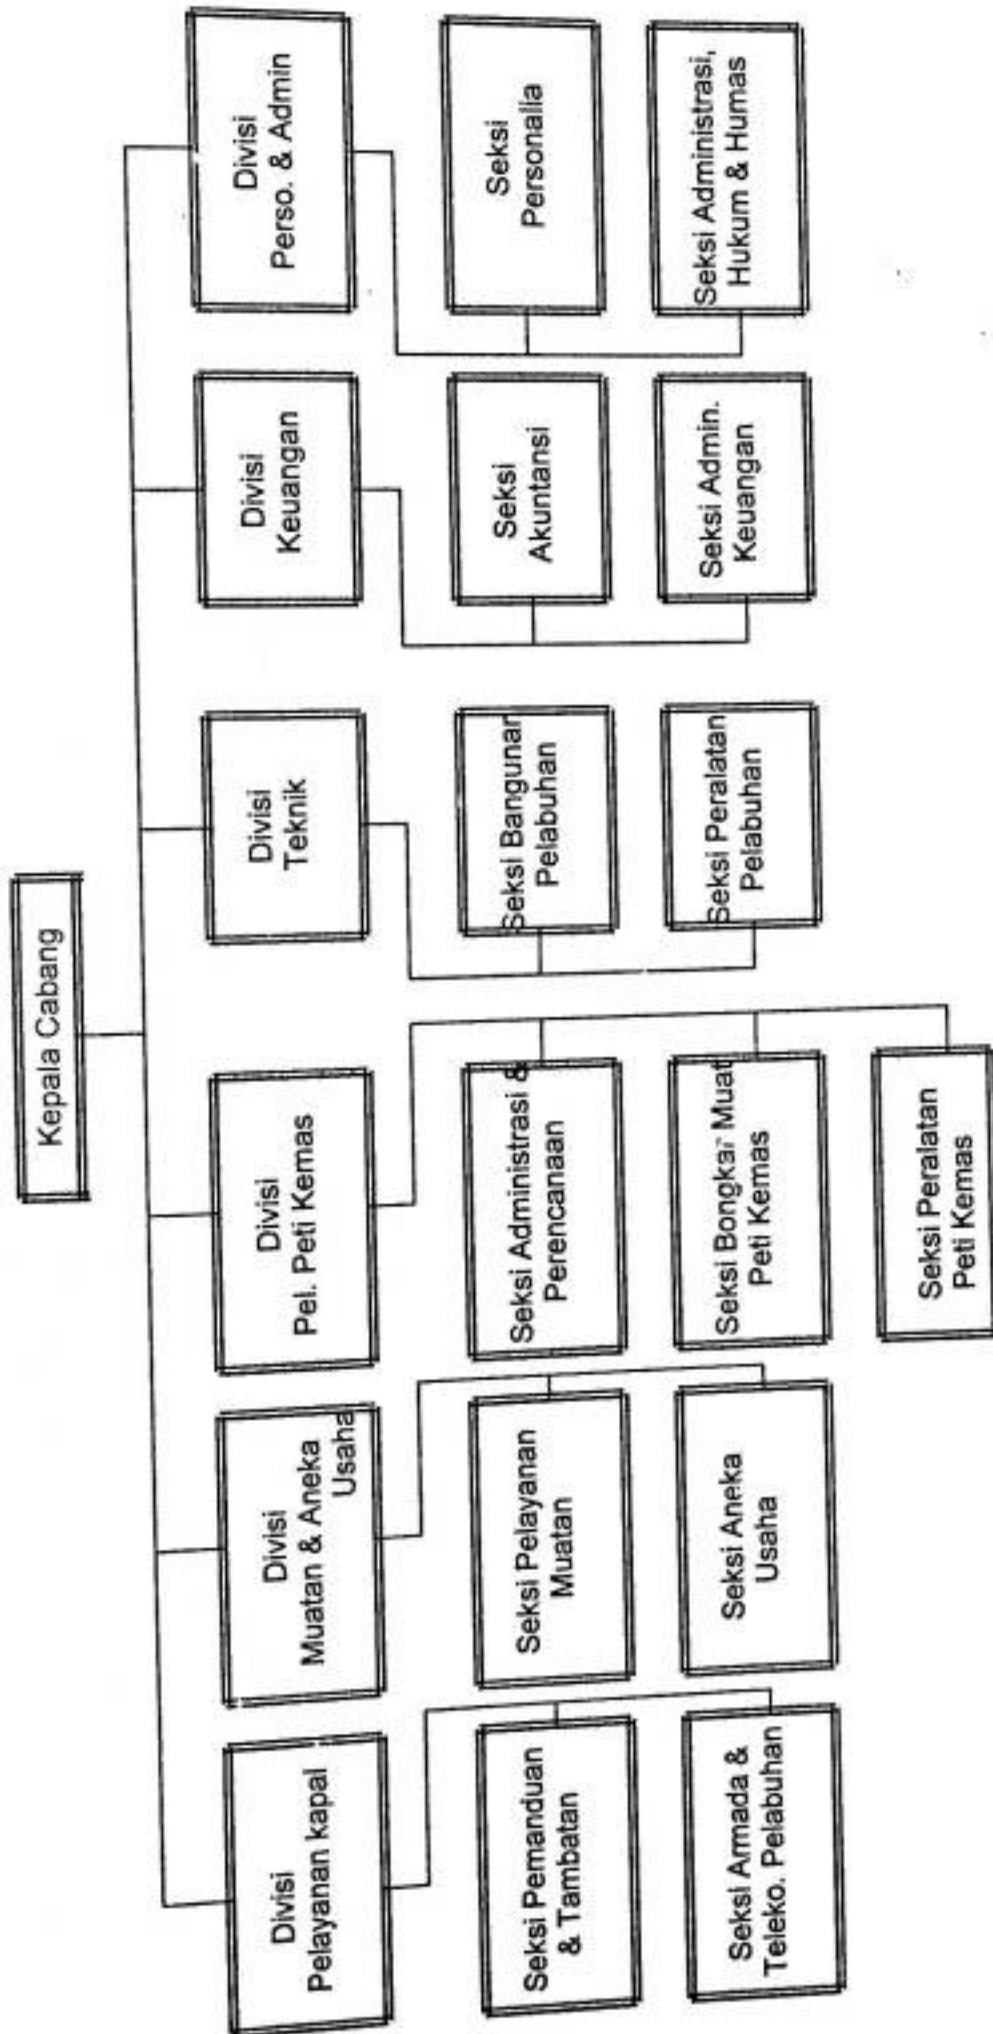 Kepala Cabang
Divisi
Pelayanan kapal
Divisi
Muatan & Aneka
Usaha
Divisi
Pel. Peti Kemas
Divisi
Teknik
Divisi
Keuangan
Divisi
Perso. & Admin
Seksi Pemanduan
& Tambatan
Seksi Pelayanan
Muatan
Seksi Administrasi &
Perencanaan
Seksi Bangunan
Pelabuhan
Seksi
Akuntansi
Seksi
Personalia
Seksi Armada &
Teleko. Pelabuhan
Seksi Aneka
Usaha
Seksi Bongkar Muat
Peti Kemas
Seksi Peralatan
Pelabuhan
Seksi Admin.
Keuangan
Seksi Administrasi,
Hukum & Humas
Seksi Peralatan
Peti Kemas